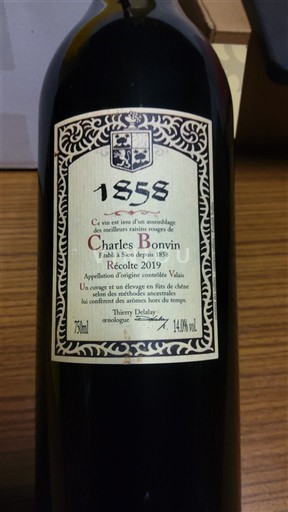 1858
Ce vin est issu d'un assemblage
des meilleurs raisins rouges de
Charles Bonvin
Etabli à Sion depuis 1858
Récolte 2019
Appellation d'origine contrôlée Valais
Un cuvage et un élevage en fûts de chêne
selon des méthodes ancestrales
lui confèrent des arômes hors du temps.
Thierry Delalay
œnologue
750ml
14.0% vol.